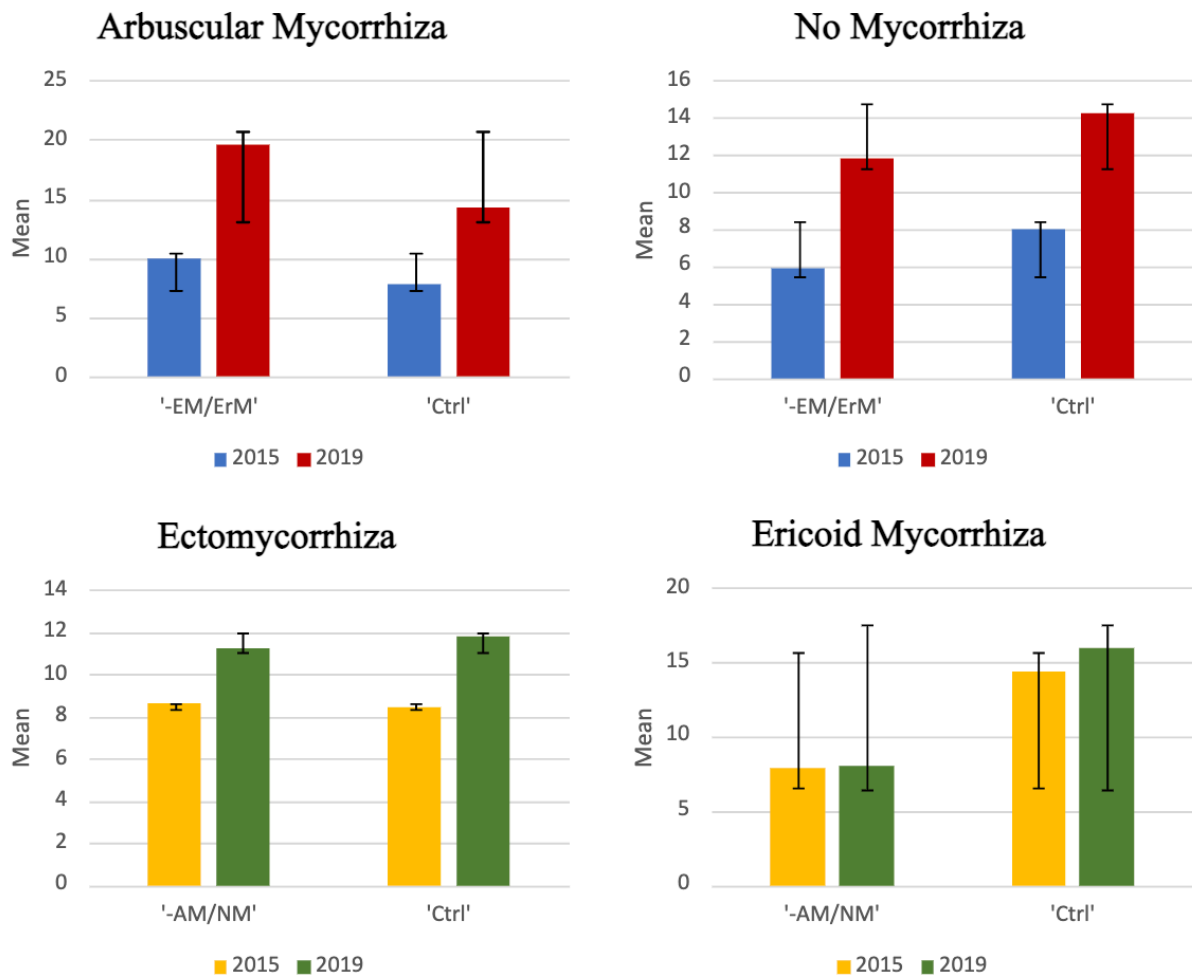 Arbuscular Mycorrhiza
25
20
15
10
5
0
Mean
'-EM/ErM' 'Ctrl'
2015 2019
No Mycorrhiza
16
14
12
10
8
6
4
2
0
Mean
'-EM/ErM' 'Ctrl'
2015 2019
Ectomycorrhiza
14
12
10
8
6
4
2
0
Mean
'-AM/NM' 'Ctrl'
2015 2019
Ericoid Mycorrhiza
20
15
10
5
0
Mean
'-AM/NM' 'Ctrl'
2015 2019